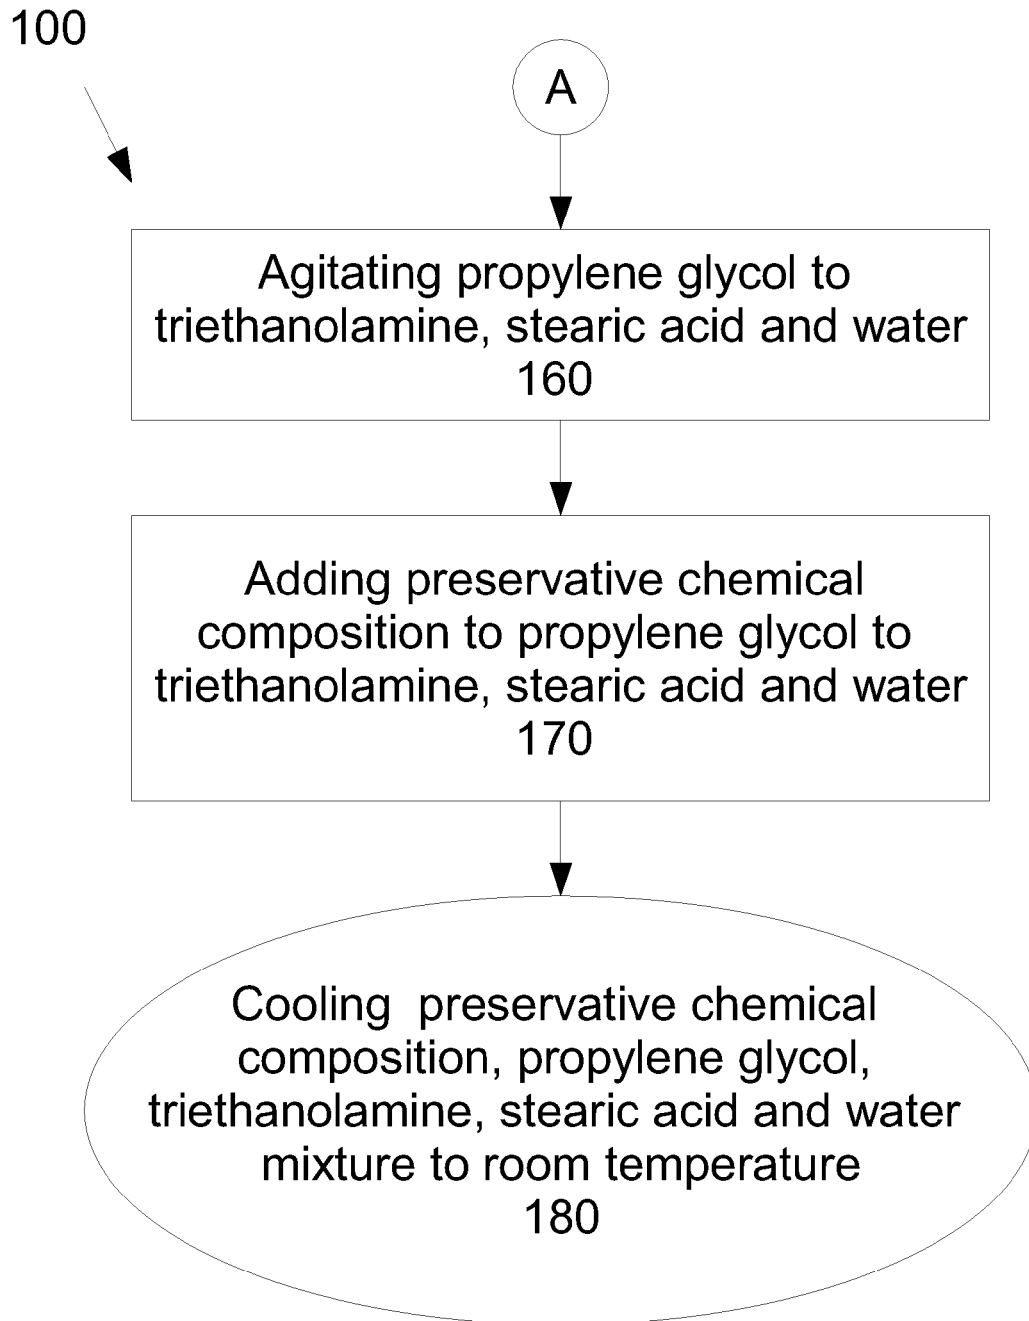 100
A
Agitating propylene glycol to
triethanolamine, stearic acid and water
160
Adding preservative chemical
composition to propylene glycol to
triethanolamine, stearic acid and water
170
Cooling  preservative chemical
composition, propylene glycol,
triethanolamine, stearic acid and water
mixture to room temperature
180